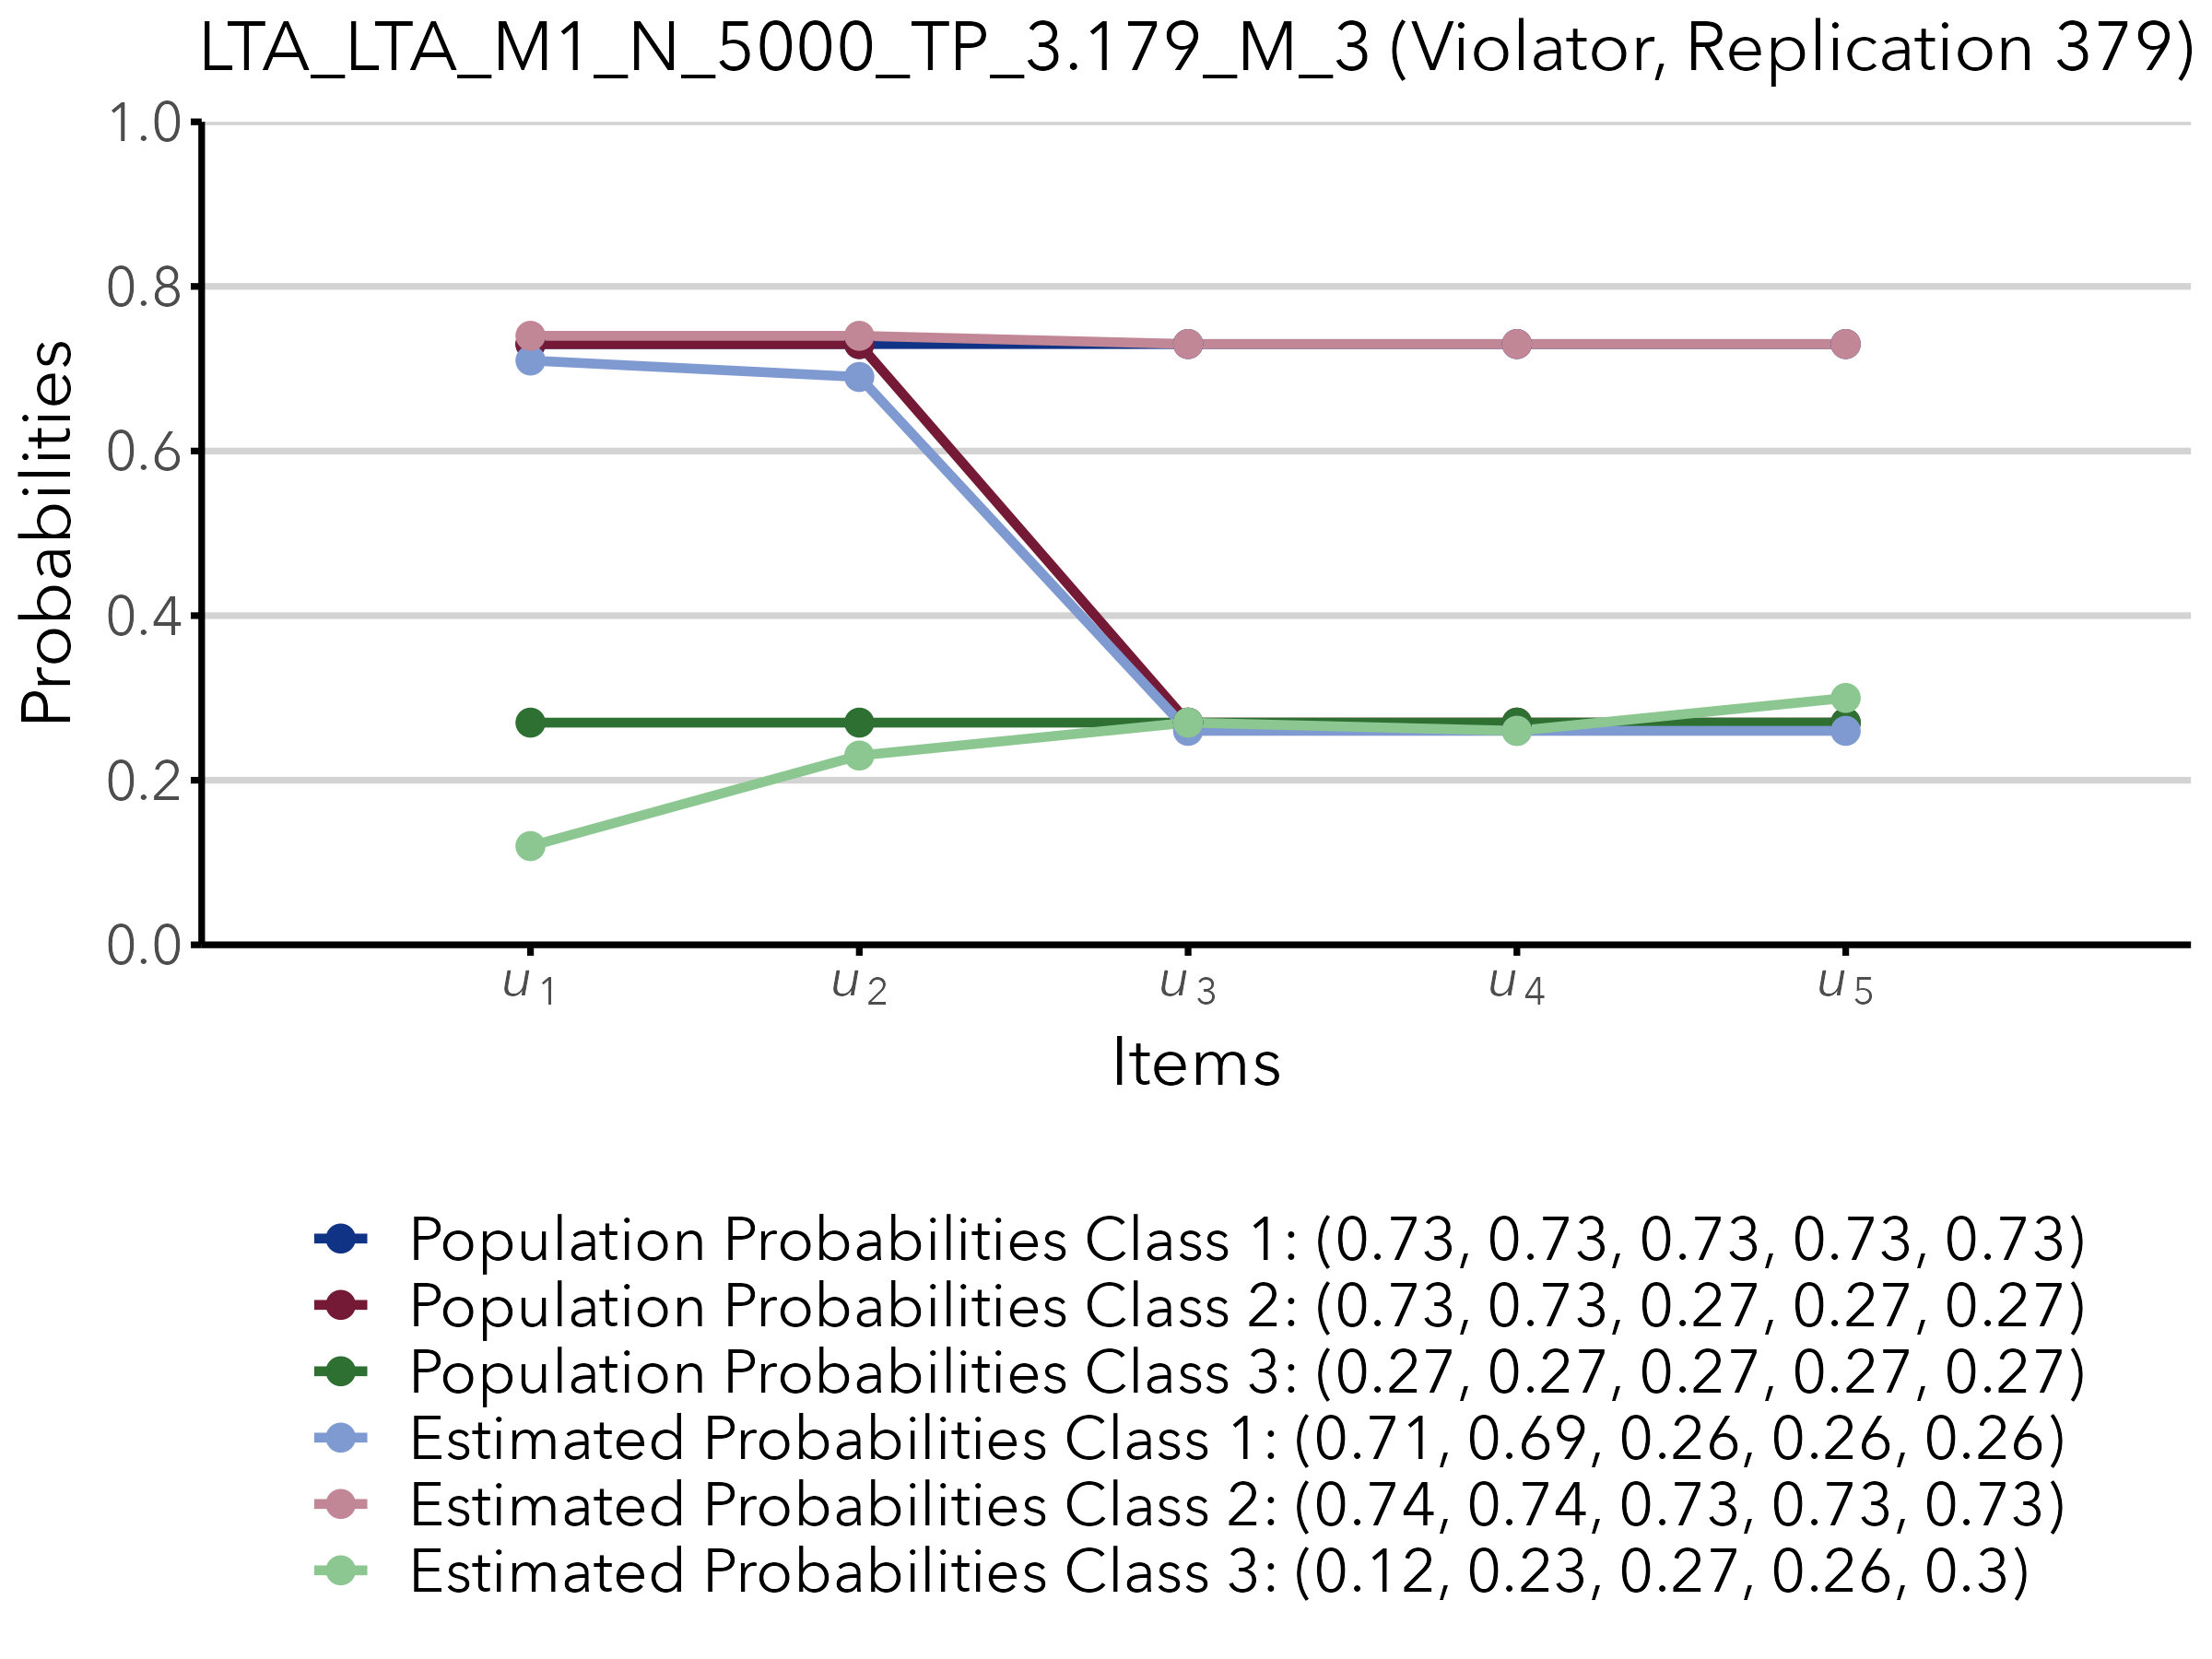 LTA_LTA_M1_N_5000_TP_3.179_M_3 (Violator, Replication 379)
1.0
0.8
0.6
0.4
0.2
0.0
Probabilities
u1 u2 u3 u4 u5
Items
Population Probabilities Class 1: (0.73, 0.73, 0.73, 0.73, 0.73)
Population Probabilities Class 2: (0.73, 0.73, 0.27, 0.27, 0.27)
Population Probabilities Class 3: (0.27, 0.27, 0.27, 0.27, 0.27)
Estimated Probabilities Class 1: (0.71, 0.69, 0.26, 0.26, 0.26)
Estimated Probabilities Class 2: (0.74, 0.74, 0.73, 0.73, 0.73)
Estimated Probabilities Class 3: (0.12, 0.23, 0.27, 0.26, 0.3)